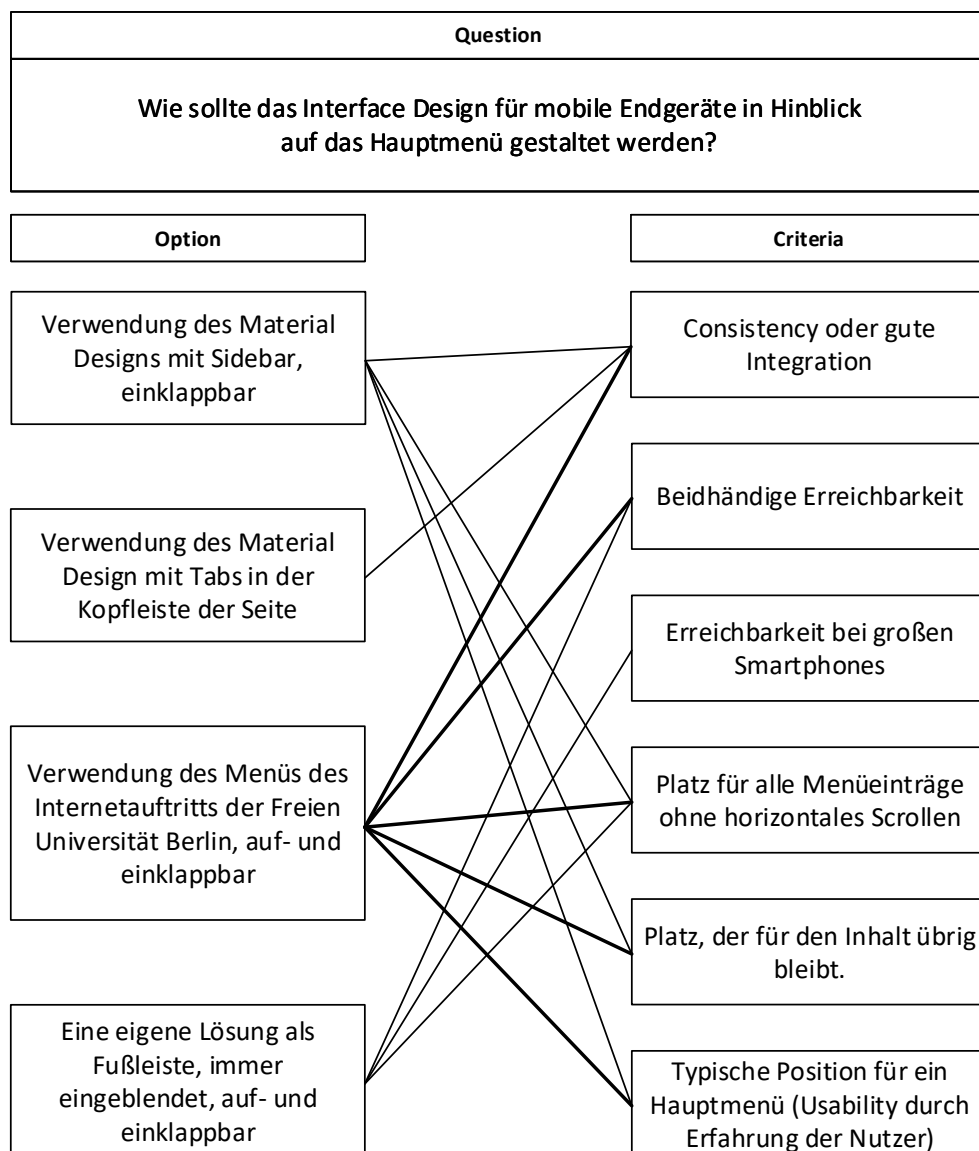 Question
Wie sollte das Interface Design für mobile Endgeräte in Hinblick
auf das Hauptmenü gestaltet werden?
Option
Criteria
Verwendung des Material
Designs mit Sidebar,
einklappbar
Verwendung des Material
Design mit Tabs in der
Kopfleiste der Seite
Verwendung des Menüs des
Internetauftritts der Freien
Universität Berlin, auf- und
einklappbar
Eine eigene Lösung als
Fußleiste, immer
eingeblendet, auf- und
einklappbar
Consistency oder gute
Integration
Beidhändige Erreichbarkeit
Erreichbarkeit bei großen
Smartphones
Platz für alle Menüeinträge
ohne horizontales Scrollen
Platz, der für den Inhalt übrig
bleibt.
Typische Position für ein
Hauptmenü (Usability durch
Erfahrung der Nutzer)